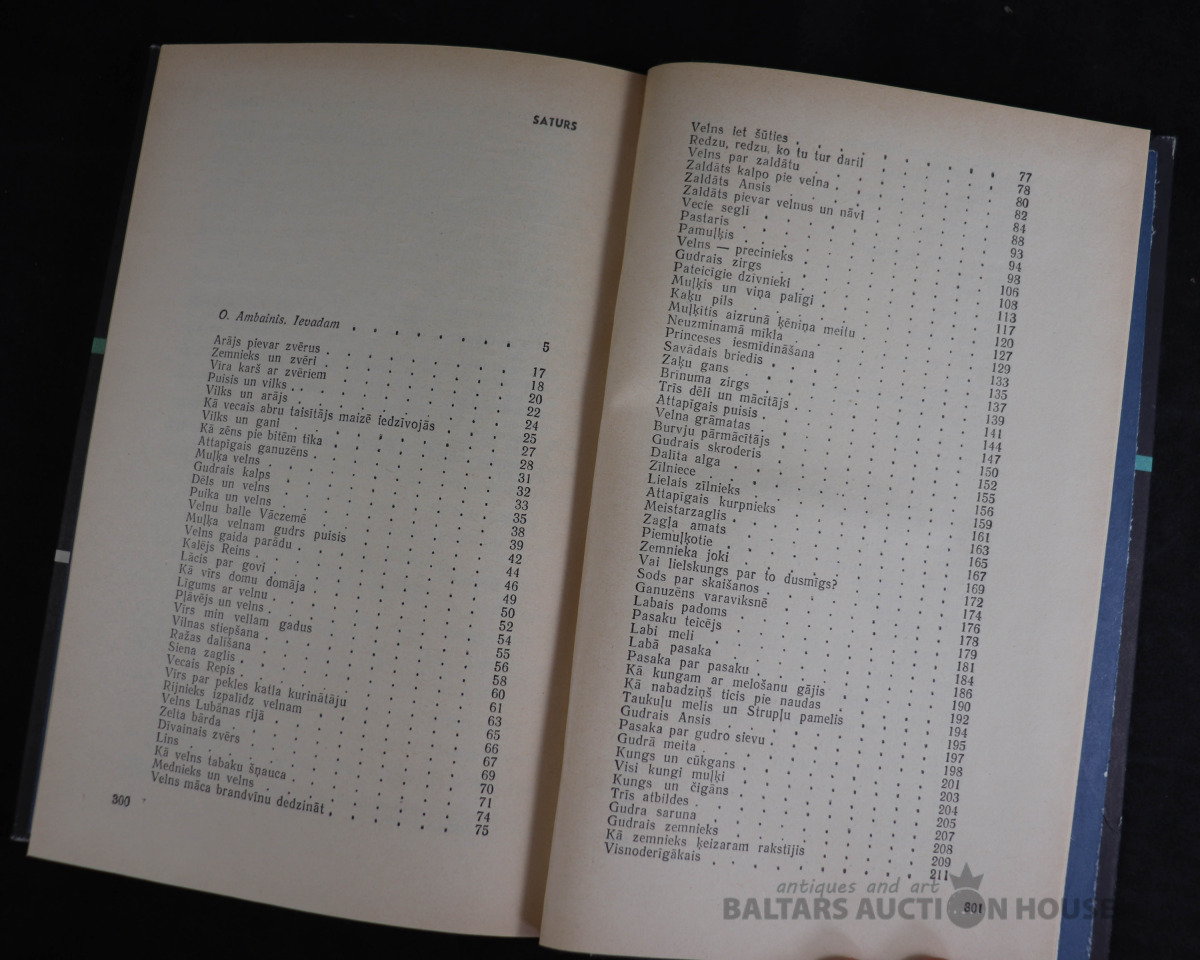 SATURS
O. Ambainis. Ievadam . . . . . . . 5
Arājs pievar zvērus . . . . . . . 17
Zemnieks un zvēri . . . . . . . 18
Vīra karš ar zvēriem . . . . . . . 20
Puisis un vilks . . . . . . . 22
Vilks un arājs . . . . . . . 24
Kā vecais abru taisītājs maizē iedzīvojās . . . 25
Vilks un gani . . . . . . . 27
Kā zēns pie bitēm tika . . . . . . . 28
Attapīgais ganuzēns . . . . . . . 31
Muļķa velns . . . . . . . 32
Gudrais kalps . . . . . . . 33
Dēls un velns . . . . . . . 35
Puika un velns . . . . . . . 38
Velnu balle Vāczemē . . . . . . . 39
Muļķa velnam gudrs puisis . . . . . . 42
Velns gaida parādu . . . . . . . 44
Kalējs Reins . . . . . . . 46
Lācis par govi . . . . . . . 49
Kā vīrs domu domāja . . . . . . . 50
Līgums ar velnu . . . . . . . 52
Pļāvējs un velns . . . . . . . 54
Vīrs min vellam gadus . . . . . . . 55
Vilnas stiepšana . . . . . . . 56
Ražas dalīšana . . . . . . . 58
Siena zaglis . . . . . . . 60
Vecais Repis . . . . . . . 61
Vīrs par pekles katla kurinātāju . . . . . 63
Rijnieks izpalīdz velnam . . . . . . 65
Velns Lubānas rijā . . . . . . . 66
Zelta bārda . . . . . . . 67
Dīvainais zvērs . . . . . . . 69
Lins . . . . . . . 70
Kā velns tabaku šņauca . . . . . . . 71
Mednieks un velns . . . . . . . 74
Velns māca brandvīnu dedzināt . . . . . . 75
300
Velns iet šūties . . . . . . . 77
Redzu, redzu, ko tu tur dari! . . . . . 78
Velns par zaldātu . . . . . . . 80
Zaldāts kalpo pie velna . . . . . . . 82
Zaldāts Ansis . . . . . . . 84
Zaldāts pievar velnus un nāvi . . . . . 88
Vecie segli . . . . . . . 93
Pastaris . . . . . . . 94
Pamuļķis . . . . . . . 98
Velns — precinieks . . . . . . . 106
Gudrais zirgs . . . . . . . 108
Pateicīgie dzīvnieki . . . . . . . 113
Muļķis un viņa palīgi . . . . . . . 117
Kaķu pils . . . . . . . 120
Muļķītis aizrunā ķēniņa meitu . . . . . 127
Neuzminamā mīkla . . . . . . . 129
Princeses iesmīdināšana . . . . . . 133
Savādais briedis . . . . . . . 135
Zaķu gans . . . . . . . 137
Brīnuma zirgs . . . . . . . 139
Trīs dēli un mācītājs . . . . . . . 141
Attapīgais puisis . . . . . . . 144
Velna grāmatas . . . . . . . 147
Burvju pārmācītājs . . . . . . . 150
Gudrais skroderis . . . . . . . 152
Dalīta alga . . . . . . . 155
Zīlniece . . . . . . . 156
Lielais zīlnieks . . . . . . . 159
Attapīgais kurpnieks . . . . . . . 161
Meistarzaglis . . . . . . . 163
Zagļa amats . . . . . . . 165
Piemuļķotie . . . . . . . 167
Zemnieka joki . . . . . . . 169
Vai lielskungs par to dusmīgs? . . . . . 172
Sods par skaišanos . . . . . . . 174
Ganuzēns varavīksnē . . . . . . . 176
Labais padoms . . . . . . . 178
Pasaku teicējs . . . . . . . 179
Labi meli . . . . . . . 181
Labā pasaka . . . . . . . 184
Pasaka par pasaku . . . . . . . 186
Kā kungam ar melošanu gājis . . . . . 190
Kā nabadziņš ticis pie naudas . . . . . 192
Taukuļu melis un Strupļu pamelis . . . . 194
Gudrais Ansis . . . . . . . 195
Pasaka par gudro sievu . . . . . . . 197
Gudrā meita . . . . . . . 198
Kungs un cūkgans . . . . . . . 201
Visi kungi muļķi . . . . . . . 203
Kungs un čigāns . . . . . . . 204
Trīs atbildes . . . . . . . 205
Gudra saruna . . . . . . . 207
Gudrais zemnieks . . . . . . . 208
Kā zemnieks ķeizaram rakstījis . . . . . 209
Visnoderīgākais . . . . . . . 211
301
antiques and art
BALTARS AUCTION HOUSE